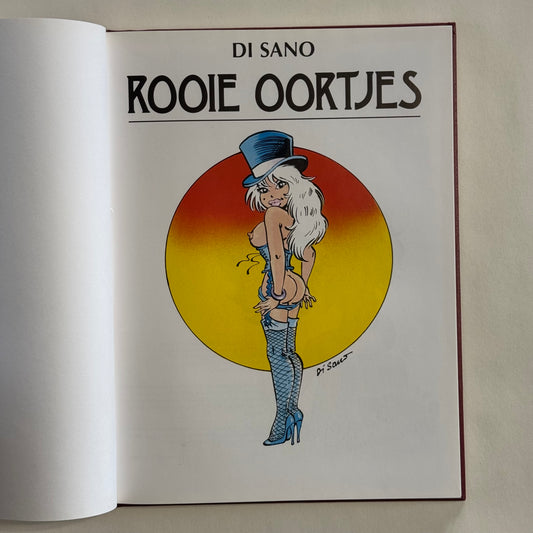 DI SANO
ROOIE OORTJES
Di Sano